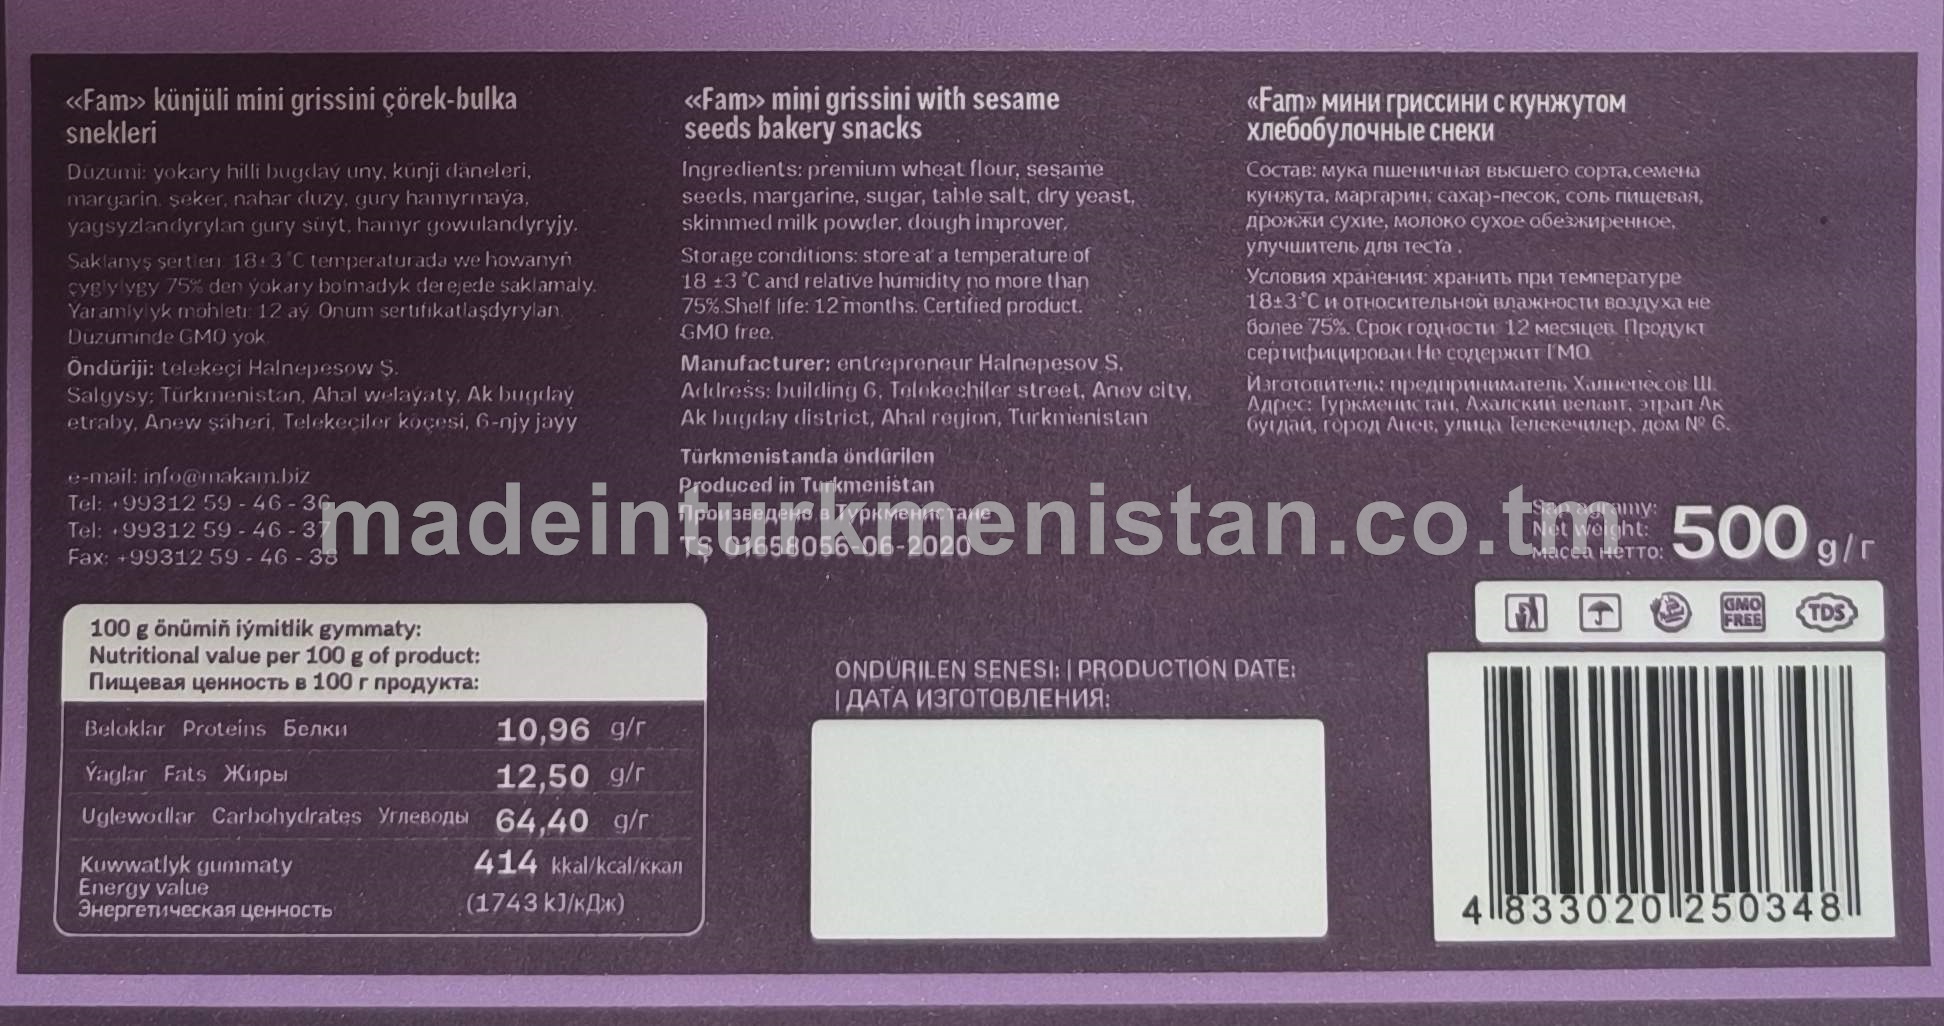 «Fam» künjüli mini grissini çörek-bulka
snekleri
Düzümi: ýokary hilli bugdaý uny, künji däneleri,
margarin, şeker, nahar duzy, gury hamyrmaýa,
ýagsyzlandyrylan gury süýt, hamyr gowulandyryjy.
Saklanyş şertleri: 18±3 °C temperaturada we howanyň
çyglylygy 75% den ýokary bolmadyk derejede saklamaly.
Ýaramlylyk möhleti: 12 aý. Önüm sertifikatlaşdyrylan.
Düzüminde GMO ýok.
Öndüriji: telekeçi Halnepesow Ş.
Salgysy: Türkmenistan, Ahal welaýaty, Ak bugdaý
etraby, Änew şäheri, Telekeçiler köçesi, 6-njy jaýy
e-mail: info@makam.biz
Tel: +99312 59 - 46 - 36
Tel: +99312 59 - 46 - 37
Fax: +99312 59 - 46 - 38
«Fam» mini grissini with sesame
seeds bakery snacks
Ingredients: premium wheat flour, sesame
seeds, margarine, sugar, table salt, dry yeast,
skimmed milk powder, dough improver.
Storage conditions: store at a temperature of
18 ±3 °C and relative humidity no more than
75%.Shelf life: 12 months. Certified product.
GMO free.
Manufacturer: entrepreneur Halnepesov S.
Address: building 6, Telekechiler street, Anev city,
Ak bugday district, Ahal region, Turkmenistan
Türkmenistanda öndürilen
Produced in Turkmenistan
Произведено в Туркменистане
TŞ 01658056-06-2020
«Fam» мини гриссини с кунжутом
хлебобулочные снеки
Состав: мука пшеничная высшего сорта,семена
кунжута, маргарин, сахар-песок, соль пищевая,
дрожжи сухие, молоко сухое обезжиренное,
улучшитель для теста .
Условия хранения: хранить при температуре
18±3 °C и относительной влажности воздуха не
более 75%. Срок годности 12 месяцев. Продукт
сертифицирован.Не содержит ГМО.
Изготовитель: предприниматель Халнепесов Ш.
Адрес: Туркменистан, Ахалский велаят, этрап Ак
бугдай, город Анев, улица Телекечилер, дом № 6.
madeinturkmenistan.co.tm
Sap agramy:
Net weight:
Масса нетто:
500 g/г
GMO
FREE
TDS
100 g önümiň iýmitlik gymmaty:
Nutritional value per 100 g of product:
Пищевая ценность в 100 г продукта:
Beloklar Proteins Белки 10,96 g/г
Ýaglar Fats Жиры 12,50 g/г
Uglewodlar Carbohydrates Углеводы 64,40 g/г
Kuwwatlyk gummaty
Energy value
Энергетическая ценность
414 kkal/kcal/ккал
(1743 kJ/кДж)
ÖNDÜRILEN SENESI: | PRODUCTION DATE:
| ДАТА ИЗГОТОВЛЕНИЯ:
4 833020 250348